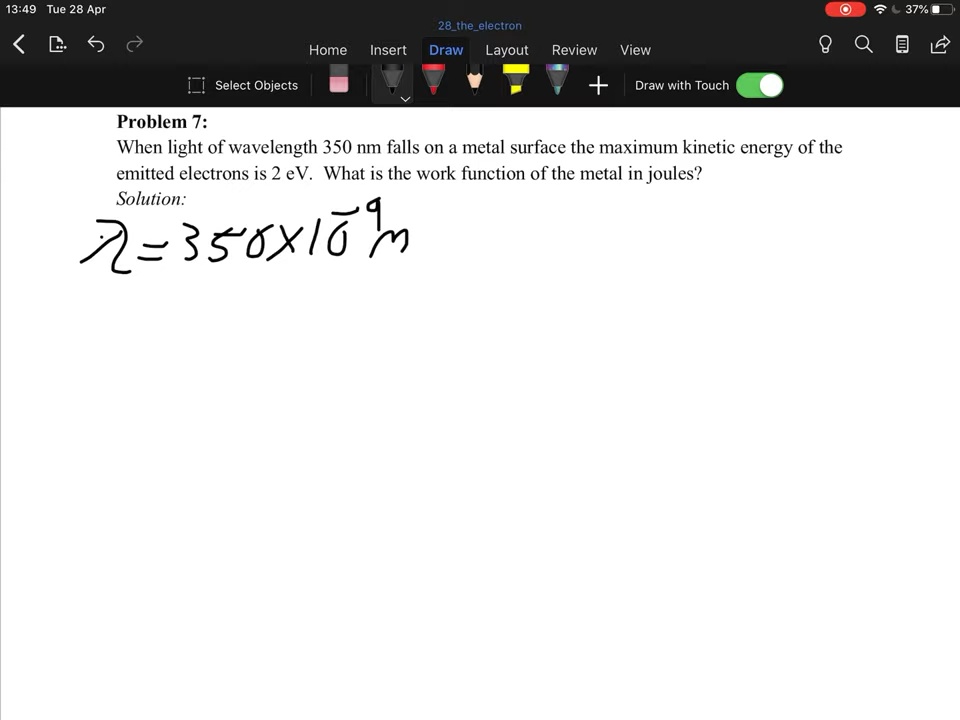 13:49 Tue 28 Apr 37%
28_the_electron
Home Insert Draw Layout Review View
Select Objects Draw with Touch
Problem 7:
When light of wavelength 350 nm falls on a metal surface the maximum kinetic energy of the
emitted electrons is 2 eV. What is the work function of the metal in joules?
Solution:
λ = 350 × 10⁻⁹ m